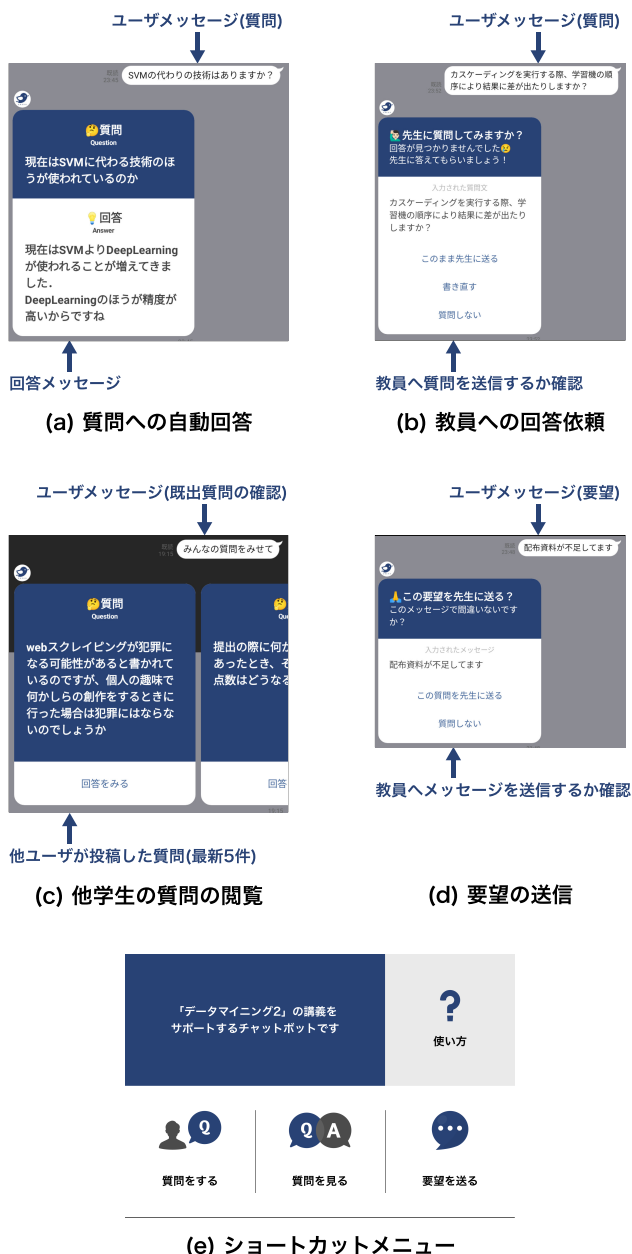 ユーザメッセージ(質問)
SVMの代わりの技術はありますか？
🤔質問
Question
現在はSVMに代わる技術のほ
うが使われているのか
💡回答
Answer
現在はSVMよりDeepLearning
が使われることが増えてきま
した．
DeepLearningのほうが精度が
高いからですね
回答メッセージ
(a) 質問への自動回答
ユーザメッセージ(質問)
カスケーディングを実行する際、学習機の順
序により結果に差が出たりしますか？
🙋🏻‍♂️先生に質問してみますか？
回答が見つかりませんでした😢
先生に答えてもらいましょう！
入力された質問文
カスケーディングを実行する際、学
習機の順序により結果に差が出たり
しますか？
このまま先生に送る
書き直す
質問しない
教員へ質問を送信するか確認
(b) 教員への回答依頼
ユーザメッセージ(既出質問の確認)
みんなの質問をみせて
🤔質問
Question
webスクレイピングが犯罪に
なる可能性があると書かれて
いるのですが、個人の趣味で
何かしらの創作をするときに
行った場合は犯罪にはならな
いのでしょうか
回答をみる
提出の際に何か
あったとき、そ
点数はどうなる
回答
他ユーザが投稿した質問(最新5件)
(c) 他学生の質問の閲覧
ユーザメッセージ(要望)
配布資料が不足してます
🙏この要望を先生に送る？
このメッセージで間違いないです
か？
入力されたメッセージ
配布資料が不足してます
この質問を先生に送る
質問しない
教員へメッセージを送信するか確認
(d) 要望の送信
「データマイニング2」の講義を
サポートするチャットボットです
?
使い方
Q
質問をする
Q A
質問を見る
要望を送る
(e) ショートカットメニュー